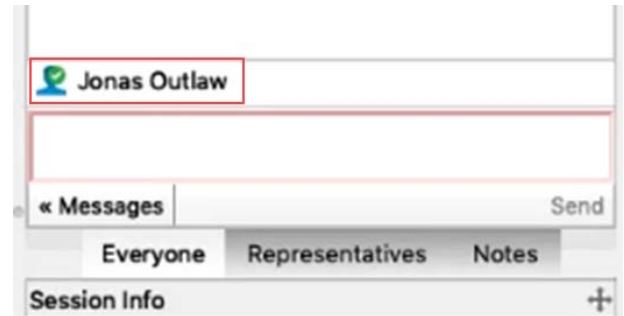 Jonas Outlaw
« Messages Send
Everyone Representatives Notes
Session Info